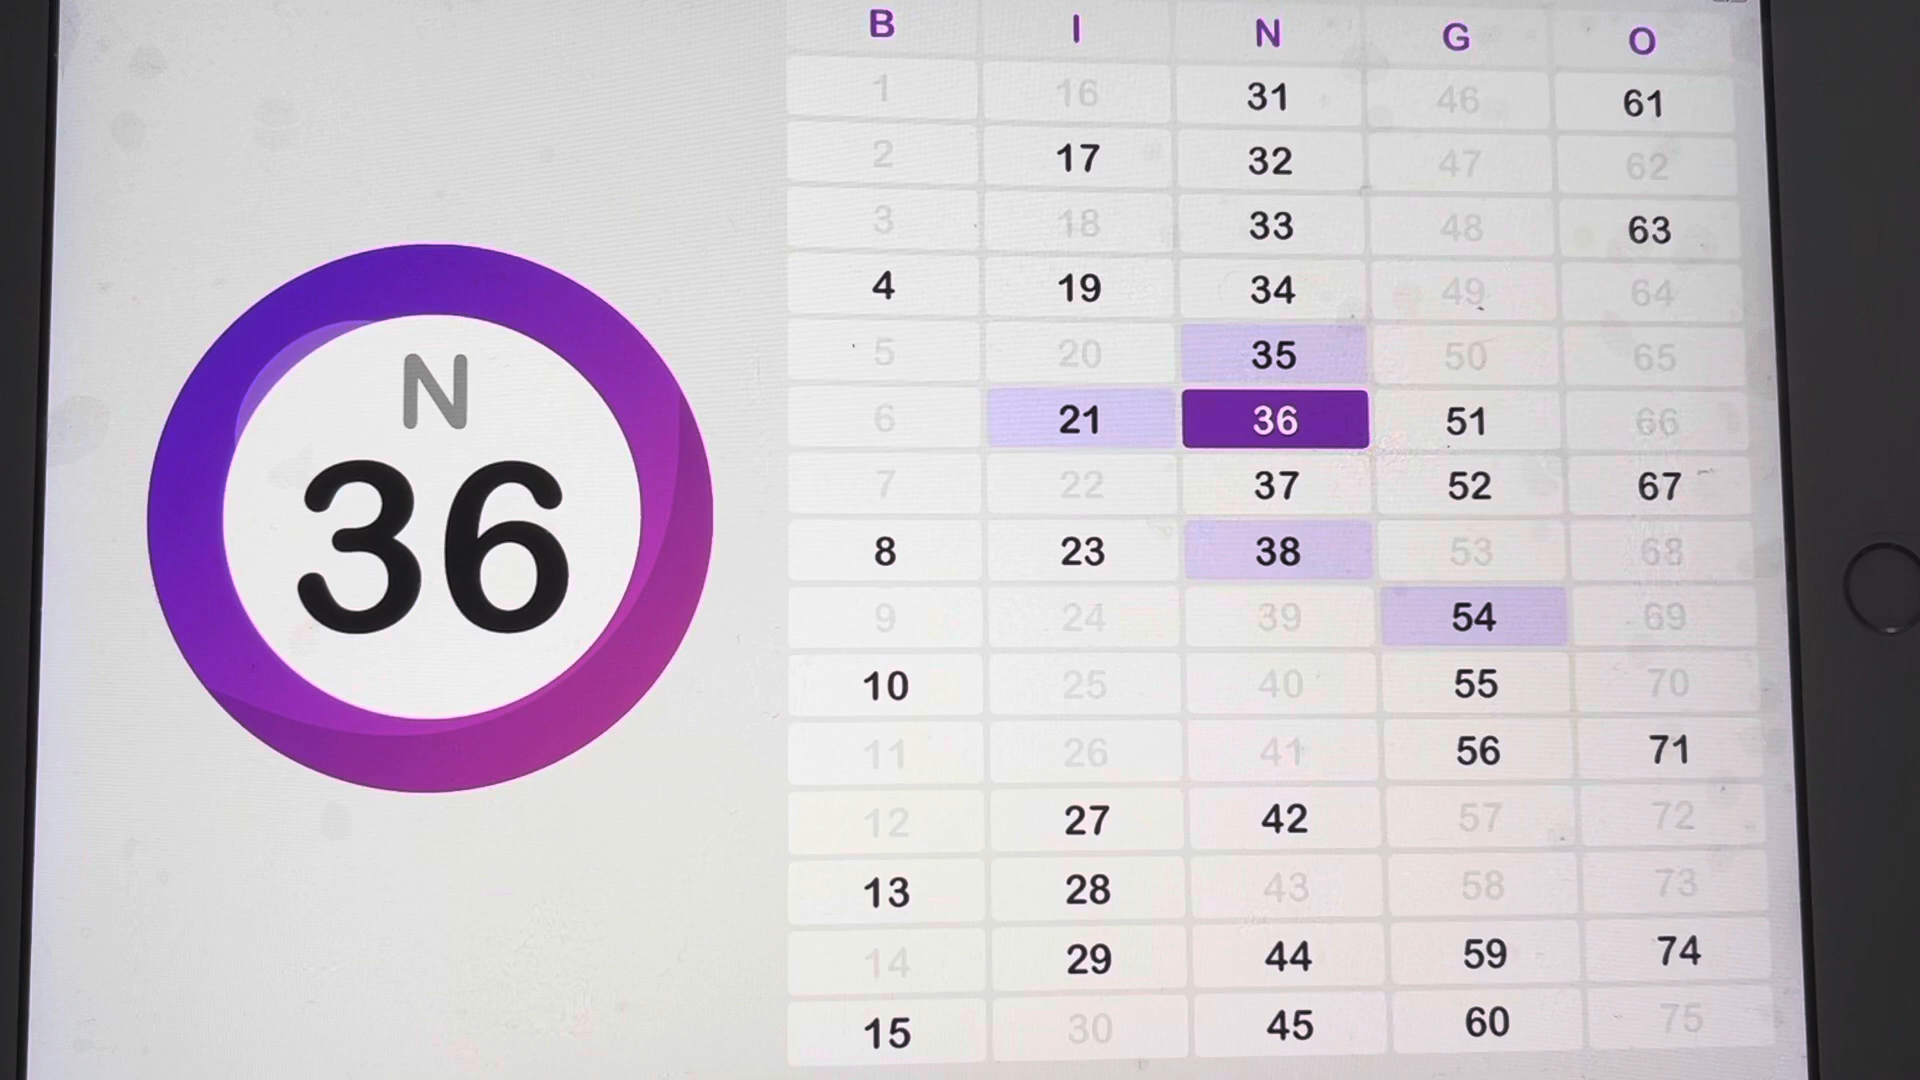 N
36
B I N G O
1 16 31 46 61
2 17 32 47 62
3 18 33 48 63
4 19 34 49 64
5 20 35 50 65
6 21 36 51 66
7 22 37 52 67
8 23 38 53 68
9 24 39 54 69
10 25 40 55 70
11 26 41 56 71
12 27 42 57 72
13 28 43 58 73
14 29 44 59 74
15 30 45 60 75